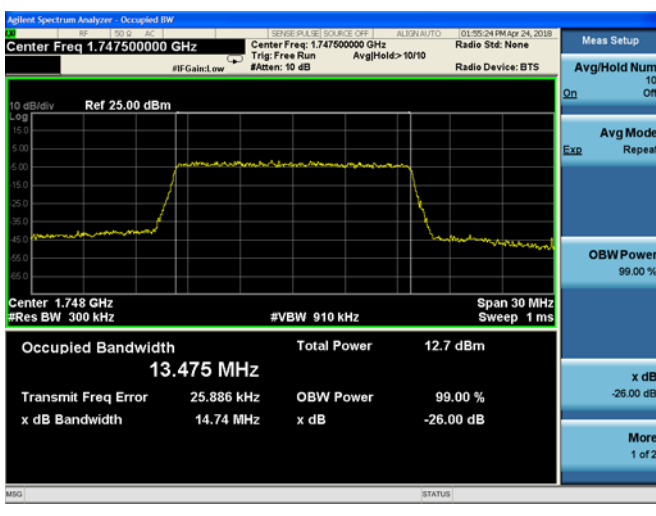 Agilent Spectrum Analyzer - Occupied BW
RF 50 Ω AC SENSE:PULSE SOURCE OFF ALIGN AUTO 01:55:24 PM Apr 24, 2018
Center Freq 1.747500000 GHz
Center Freq: 1.747500000 GHz
Radio Std: None
Trig: Free Run Avg|Hold:>10/10
#IFGain:Low #Atten: 10 dB Radio Device: BTS
10 dB/div Ref 25.00 dBm
Log
15.0
5.00
-5.00
-15.0
-25.0
-35.0
-45.0
-55.0
-65.0
Center 1.748 GHz Span 30 MHz
#Res BW 300 kHz #VBW 910 kHz Sweep 1 ms
Occupied Bandwidth Total Power 12.7 dBm
13.475 MHz
Transmit Freq Error 25.886 kHz OBW Power 99.00 %
x dB Bandwidth 14.74 MHz x dB -26.00 dB
MSG STATUS
Meas Setup
Avg/Hold Num
10
On Off
Avg Mode
Exp Repeat
OBW Power
99.00 %
x dB
-26.00 dB
More
1 of 2